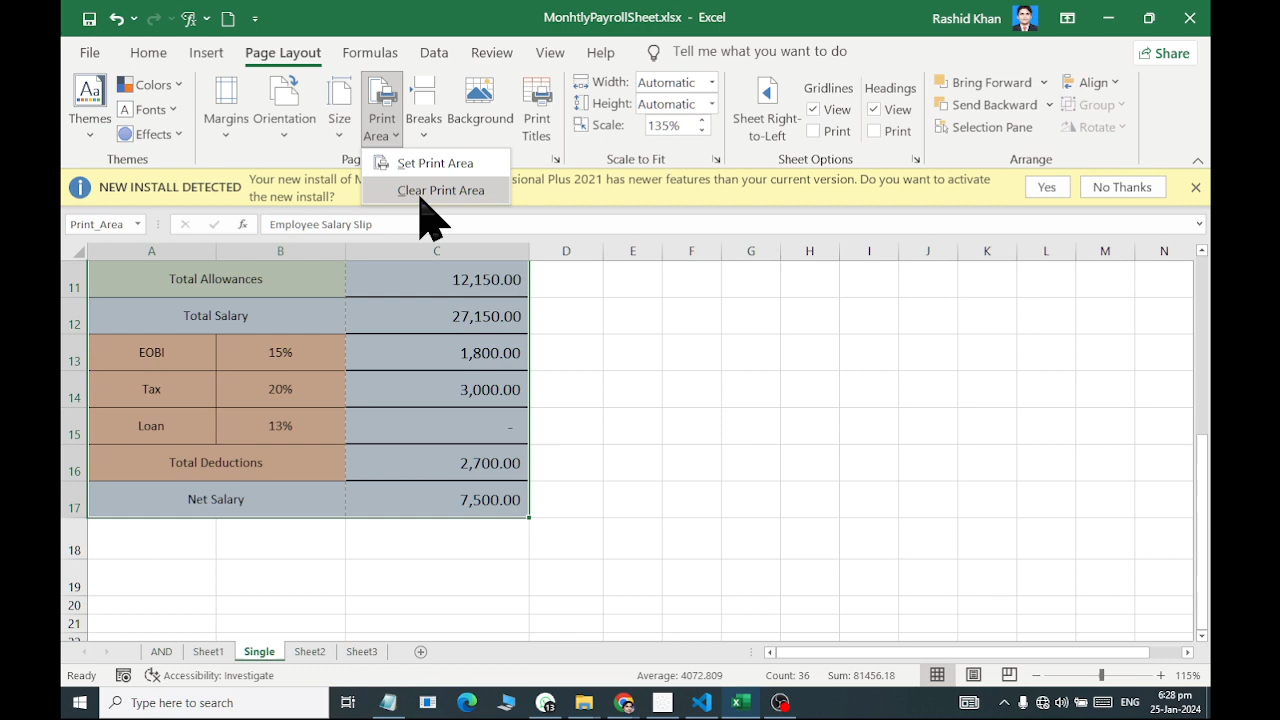 MonhtlyPayrollSheet.xlsx - Excel
Rashid Khan
File Home Insert Page Layout Formulas Data Review View Help Tell me what you want to do Share
Themes
Colors
Fonts
Effects
Themes
Margins Orientation Size Print Area Breaks Background Print Titles
Pag
Width: Automatic
Height: Automatic
Scale: 135%
Scale to Fit
Sheet Right-to-Left
Gridlines
View
Print
Headings
View
Print
Sheet Options
Bring Forward
Send Backward
Selection Pane
Align
Group
Rotate
Arrange
Set Print Area
Clear Print Area
NEW INSTALL DETECTED Your new install of M sional Plus 2021 has newer features than your current version. Do you want to activate
the new install?
Yes No Thanks
Print_Area fx Employee Salary Slip
A B C D E F G H I J K L M N
11 Total Allowances 12,150.00
12 Total Salary 27,150.00
13 EOBI 15% 1,800.00
14 Tax 20% 3,000.00
15 Loan 13% -
16 Total Deductions 2,700.00
17 Net Salary 7,500.00
18
19
20
21
AND Sheet1 Single Sheet2 Sheet3
Ready Accessibility: Investigate Average: 4072.809 Count: 36 Sum: 81456.18 115%
Type here to search
ENG
6:28 pm
25-Jan-2024